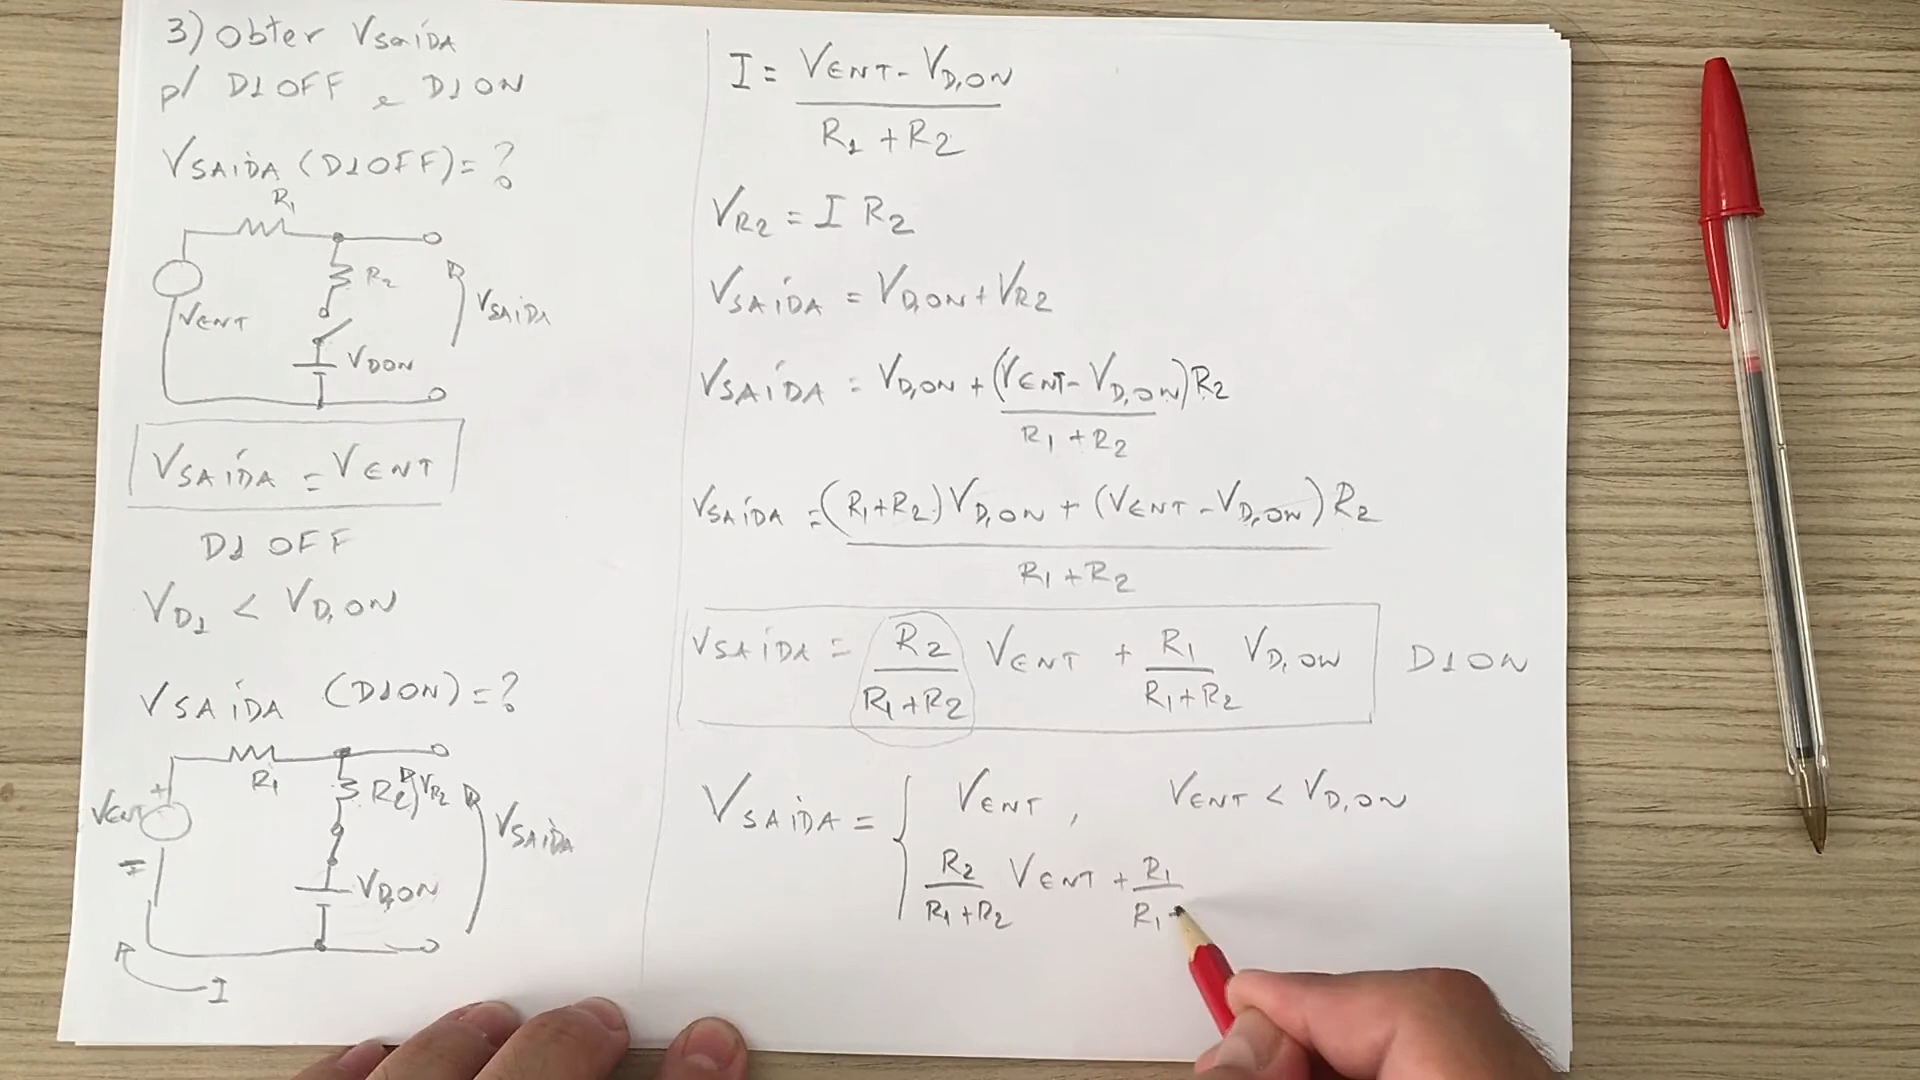 3) Obter VSAÍDA
p/ D1 OFF e D1 ON
VSAÍDA (D1 OFF) = ?
R1
R2
VENT
VSAÍDA
VDON
VSAÍDA = VENT
D1 OFF
VD1 < VD,ON
VSAÍDA (D1ON) = ?
R1
R2
VR2
VENT
+
VSAÍDA
VD,ON
I
I = VENT - VD,ON
R1 + R2
VR2 = I R2
VSAÍDA = VD,ON + VR2
VSAÍDA = VD,ON + (VENT - VD,ON) R2
R1 + R2
VSAÍDA = (R1+R2) VD,ON + (VENT - VD,ON) R2
R1 + R2
VSAÍDA = R2 VENT + R1 VD,ON D1 ON
R1+R2 R1+R2
VSAÍDA = { VENT , VENT < VD,ON
R2 VENT + R1
R1+R2 R1+